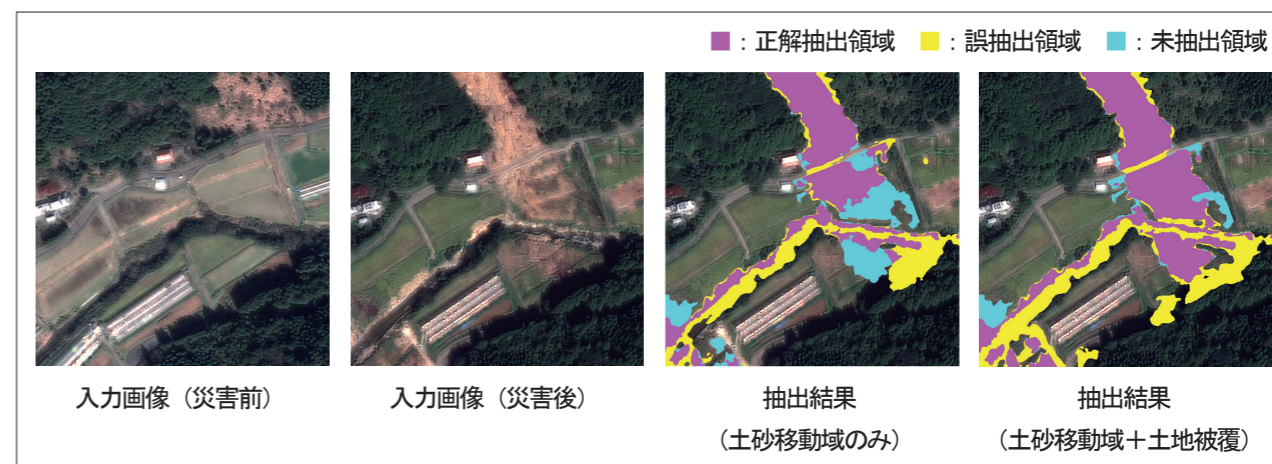 ■：正解抽出領域 ■：誤抽出領域 ■：未抽出領域
入力画像（災害前）
入力画像（災害後）
抽出結果
（土砂移動域のみ）
抽出結果
（土砂移動域＋土地被覆）